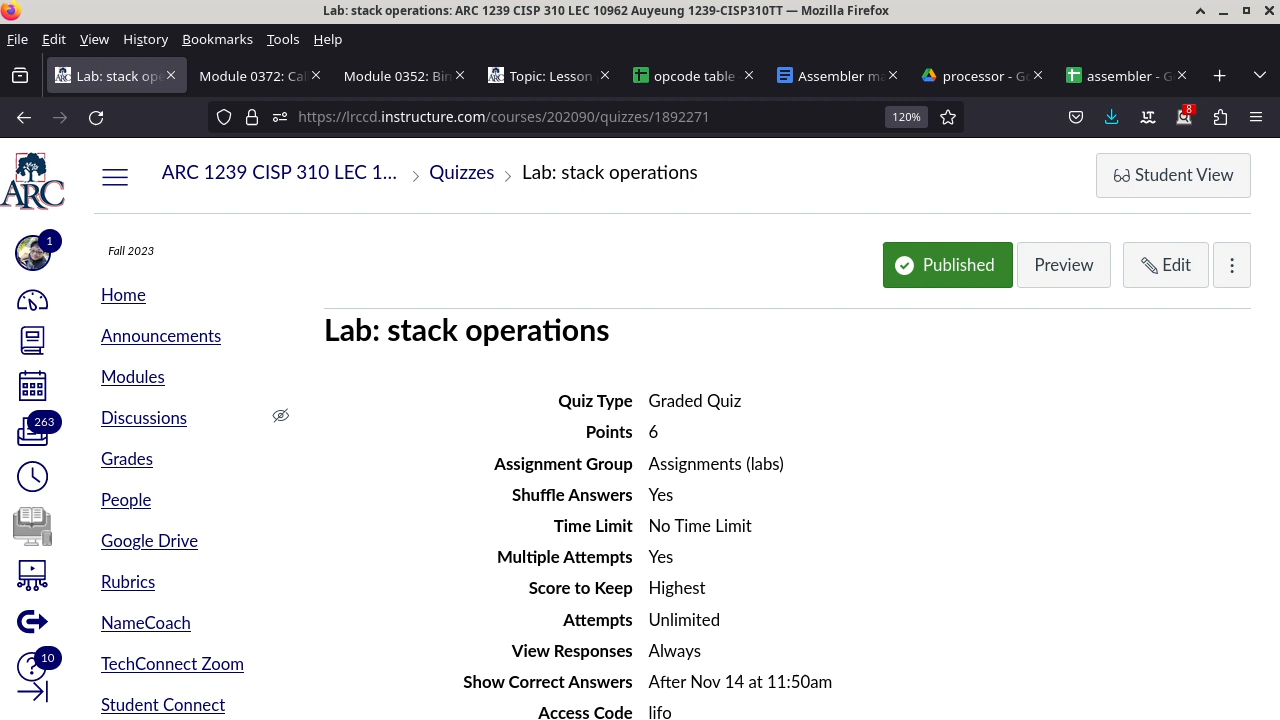 Lab: stack operations: ARC 1239 CISP 310 LEC 10962 Auyeung 1239-CISP310TT — Mozilla Firefox
File Edit View History Bookmarks Tools Help
Lab: stack ope
Module 0372: Cal
Module 0352: Bin
Topic: Lesson
opcode table -
Assembler ma
processor - Go
assembler - G
https://lrccd.instructure.com/courses/202090/quizzes/1892271
120%
8
ARC
ARC 1239 CISP 310 LEC 1... > Quizzes > Lab: stack operations
Student View
1
Fall 2023
Published
Preview
Edit
Home
Announcements
Modules
Discussions
263
Grades
People
Google Drive
Rubrics
NameCoach
10
TechConnect Zoom
Student Connect
Lab: stack operations
Quiz Type Graded Quiz
Points 6
Assignment Group Assignments (labs)
Shuffle Answers Yes
Time Limit No Time Limit
Multiple Attempts Yes
Score to Keep Highest
Attempts Unlimited
View Responses Always
Show Correct Answers After Nov 14 at 11:50am
Access Code lifo